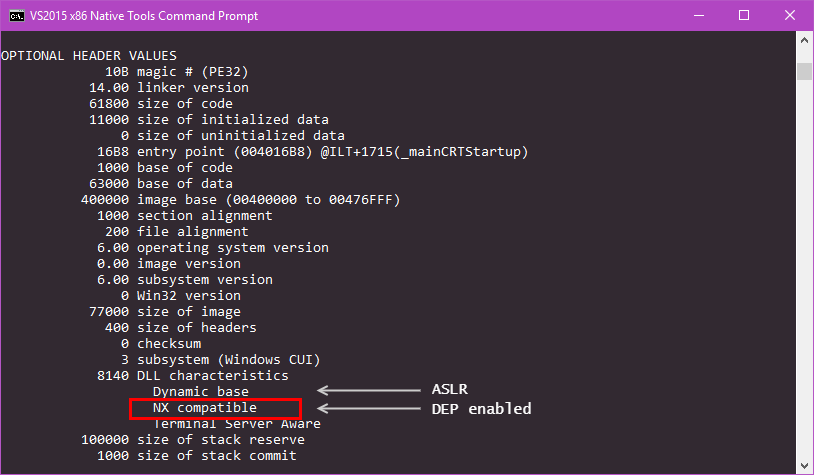 VS2015 x86 Native Tools Command Prompt
OPTIONAL HEADER VALUES
10B magic # (PE32)
14.00 linker version
61800 size of code
11000 size of initialized data
0 size of uninitialized data
16B8 entry point (004016B8) @ILT+1715(_mainCRTStartup)
1000 base of code
63000 base of data
400000 image base (00400000 to 00476FFF)
1000 section alignment
200 file alignment
6.00 operating system version
0.00 image version
6.00 subsystem version
0 Win32 version
77000 size of image
400 size of headers
0 checksum
3 subsystem (Windows CUI)
8140 DLL characteristics
Dynamic base ASLR
NX compatible DEP enabled
Terminal Server Aware
100000 size of stack reserve
1000 size of stack commit